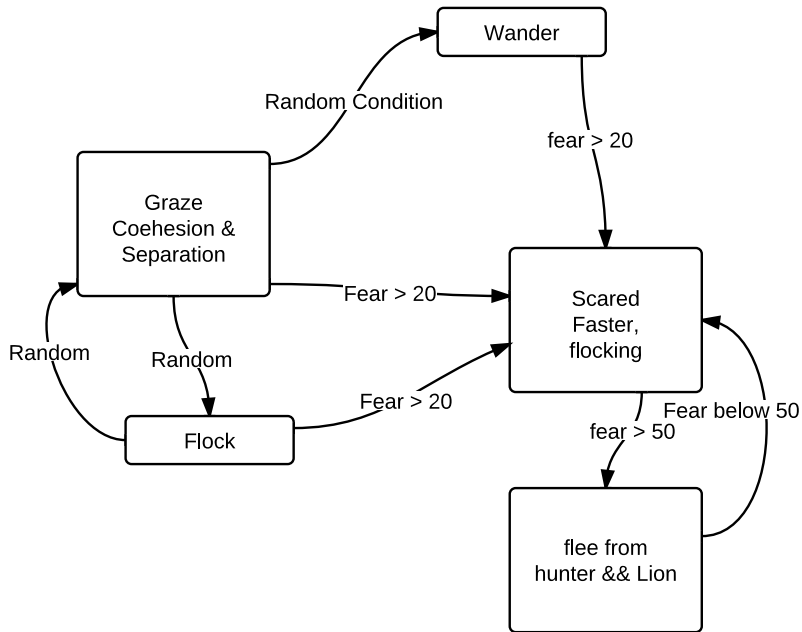 Wander
Random Condition
fear > 20
Graze
Coehesion &
Separation
Fear > 20
Scared
Faster,
flocking
Random
Random
Fear > 20
Flock
fear > 50
Fear below 50
flee from
hunter && Lion